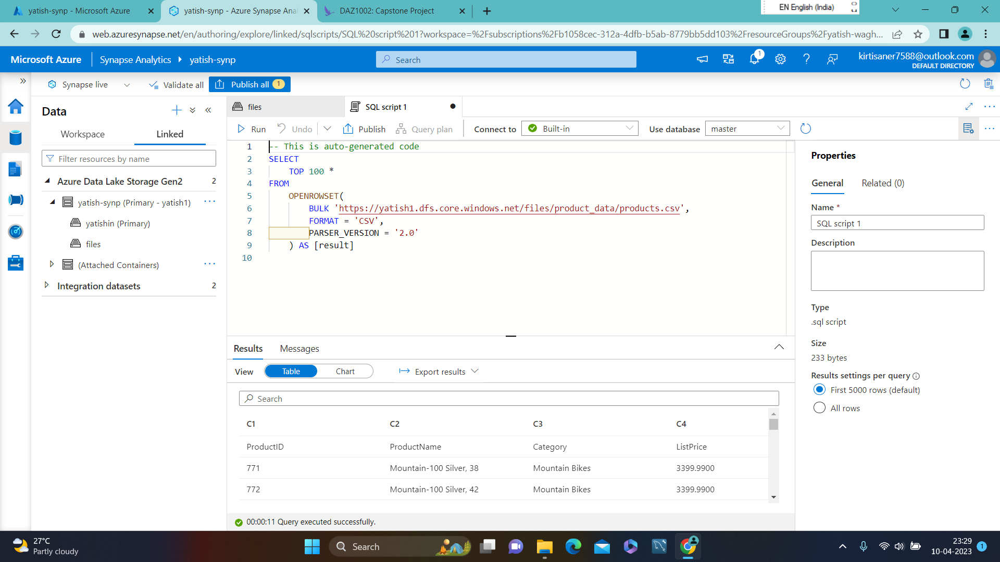 yatish-synp - Microsoft Azure
yatish-synp - Azure Synapse Anal
DAZ1002: Capstone Project
EN English (India)
web.azuresynapse.net/en/authoring/explore/linked/sqlscripts/SQL%20script%201?workspace=%2Fsubscriptions%2Fb1058cec-312a-4dfb-b5ab-8779bb5dd103%2FresourceGroups%2Fyatish-wagh...
Microsoft Azure
Synapse Analytics
yatish-synp
Search
1
kirtisaner7588@outlook.com
DEFAULT DIRECTORY
Synapse live
Validate all
Publish all 1
Data
files
SQL script 1
Workspace
Linked
Run
Undo
Publish
Query plan
Connect to
Built-in
Use database
master
Filter resources by name
Azure Data Lake Storage Gen2 2
yatish-synp (Primary - yatish1)
yatishin (Primary)
files
(Attached Containers)
Integration datasets 2
1 -- This is auto-generated code
2 SELECT
3 TOP 100 *
4 FROM
5 OPENROWSET(
6 BULK 'https://yatish1.dfs.core.windows.net/files/product_data/products.csv',
7 FORMAT = 'CSV',
8 PARSER_VERSION = '2.0'
9 ) AS [result]
10
Properties
General
Related (0)
Name *
SQL script 1
Description
Type
.sql script
Size
233 bytes
Results settings per query
First 5000 rows (default)
All rows
Results
Messages
View
Table
Chart
Export results
Search
C1 C2 C3 C4
ProductID ProductName Category ListPrice
771 Mountain-100 Silver, 38 Mountain Bikes 3399.9900
772 Mountain-100 Silver, 42 Mountain Bikes 3399.9900
00:00:11 Query executed successfully.
27°C
Partly cloudy
Search
23:29
10-04-2023
1